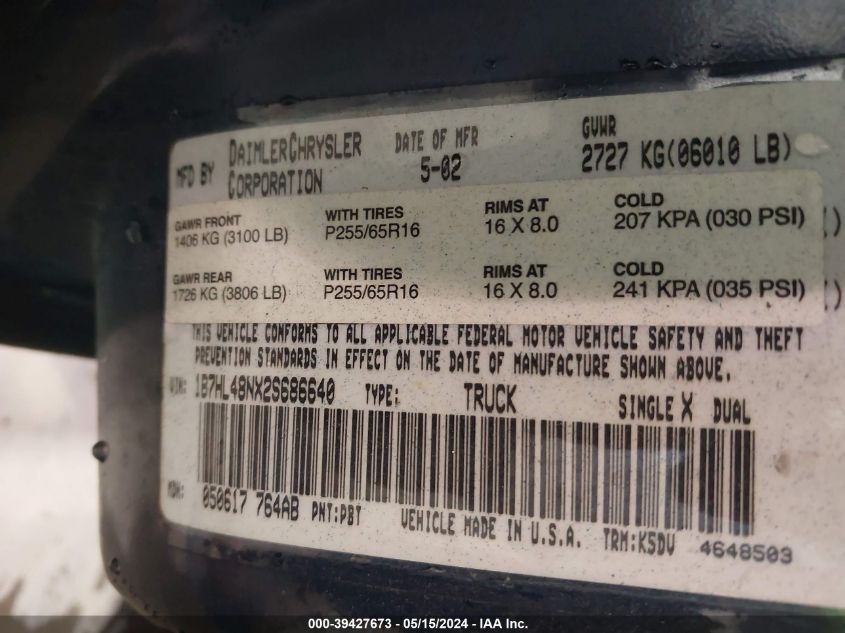 MFD BY DAIMLERCHRYSLER CORPORATION DATE OF MFR 5-02 GVWR 2727 KG(06010 LB)
GAWR FRONT WITH TIRES RIMS AT COLD
1406 KG (3100 LB) P255/65R16 16 X 8.0 207 KPA (030 PSI) ()
GAWR REAR WITH TIRES RIMS AT COLD
1726 KG (3806 LB) P255/65R16 16 X 8.0 241 KPA (035 PSI) ()
THIS VEHICLE CONFORMS TO ALL APPLICABLE FEDERAL MOTOR VEHICLE SAFETY AND THEFT
PREVENTION STANDARDS IN EFFECT ON THE DATE OF MANUFACTURE SHOWN ABOVE.
VIN: 1B7HL48NX2S686640 TYPE: TRUCK SINGLE X DUAL
MDH: 050617 764AB PNT:PBT VEHICLE MADE IN U.S.A. TRM:K5DV 4648503
000-39427673 - 05/15/2024 - IAA Inc.